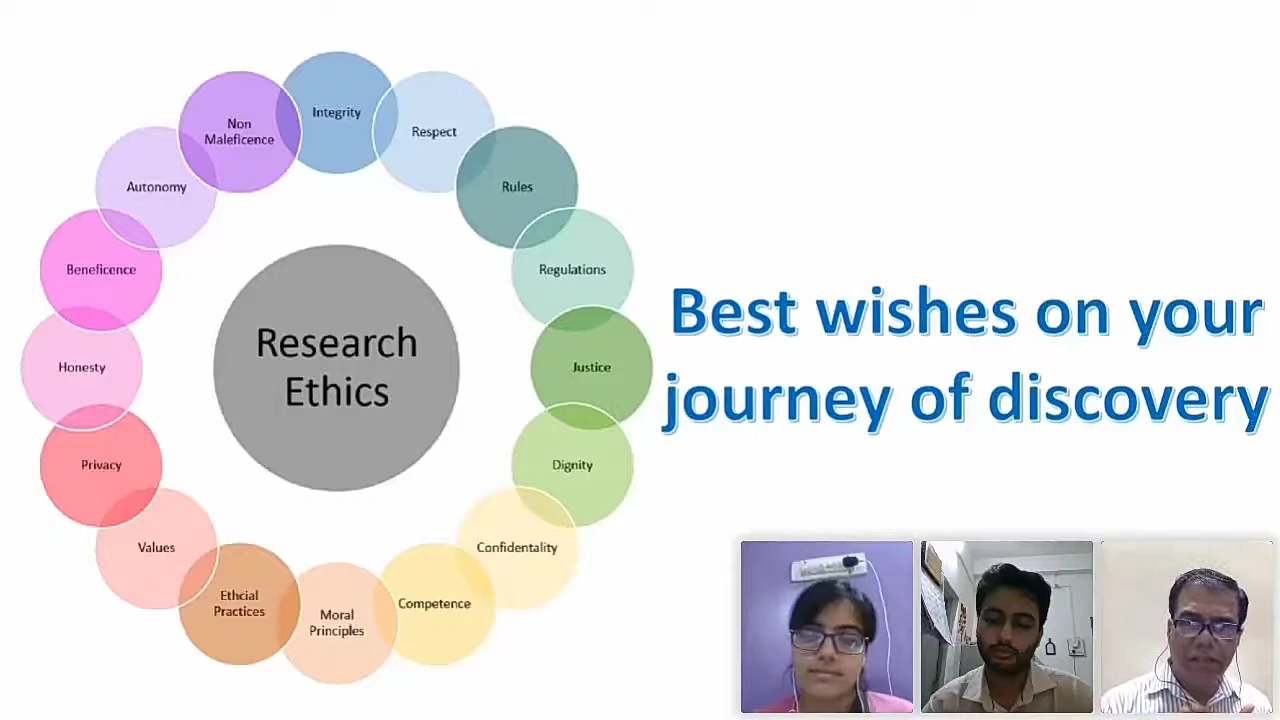 Integrity
Respect
Rules
Regulations
Justice
Dignity
Confidentality
Competence
Moral
Principles
Ethcial
Practices
Values
Privacy
Honesty
Beneficence
Autonomy
Non
Maleficence
Research
Ethics
Best wishes on your
journey of discovery